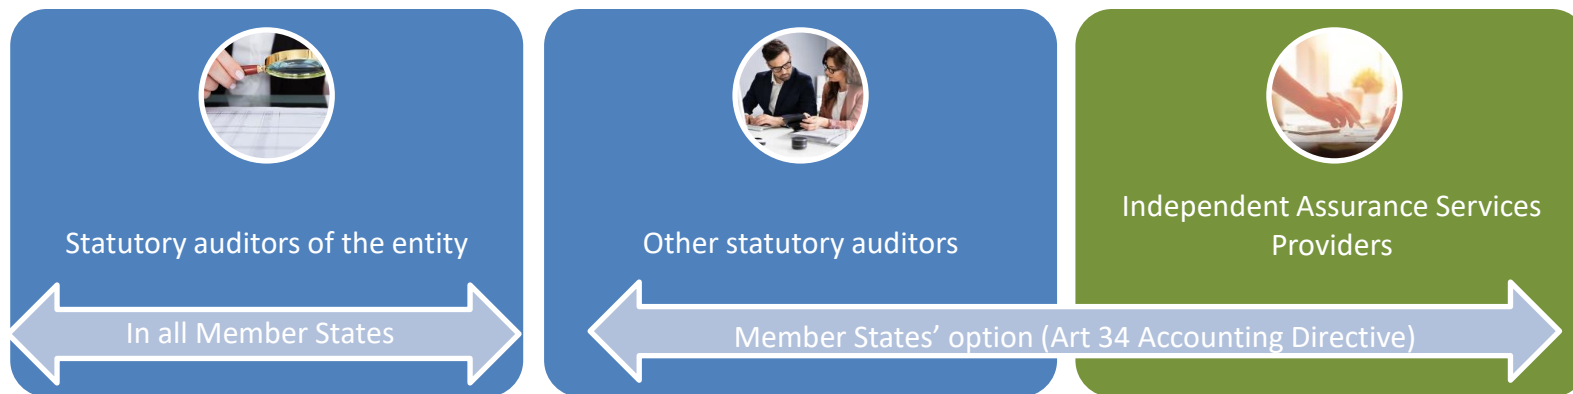 Statutory auditors of the entity
In all Member States
Other statutory auditors
Independent Assurance Services
Providers
Member States’ option (Art 34 Accounting Directive)